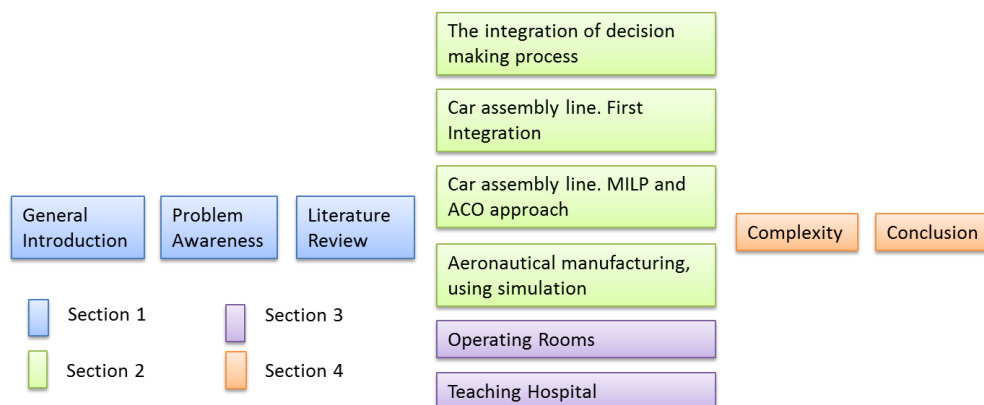 General
Introduction
Problem
Awareness
Literature
Review
The integration of decision
making process
Car assembly line. First
Integration
Car assembly line. MILP and
ACO approach
Aeronautical manufacturing,
using simulation
Operating Rooms
Teaching Hospital
Complexity
Conclusion
Section 1
Section 2
Section 3
Section 4